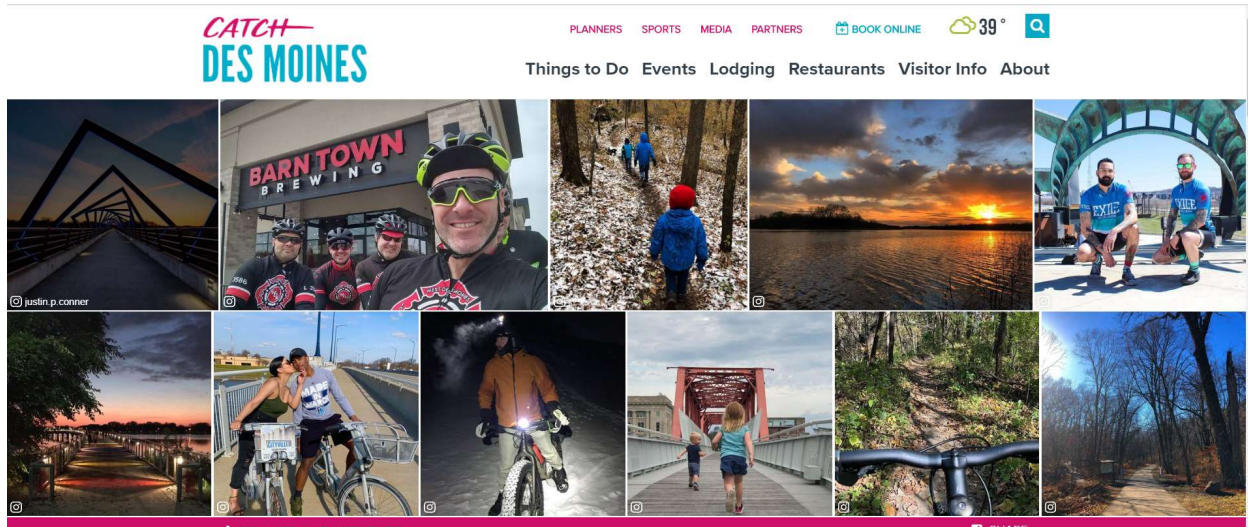 CATCH
DES MOINES
PLANNERS SPORTS MEDIA PARTNERS BOOK ONLINE 39°
Things to Do Events Lodging Restaurants Visitor Info About
BARN TOWN
BREWING
justin.p.conner
EXILE
SHARE